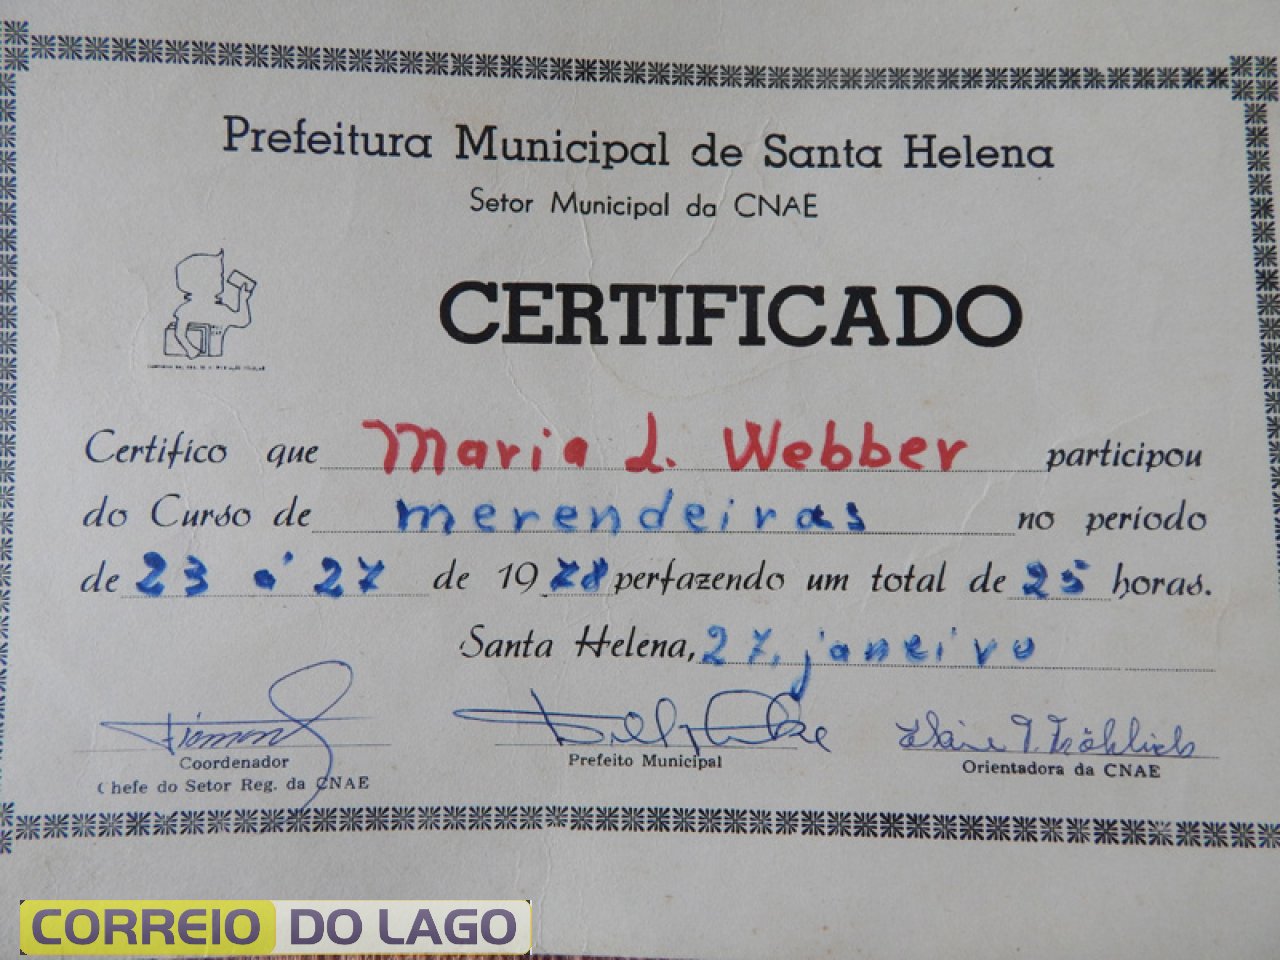 Prefeitura Municipal de Santa Helena
Setor Municipal da CNAE
CERTIFICADO
Certifico que Maria L. Webber participou
do Curso de merendeiras no periodo
de 23 a 27 de 1978 perfazendo um total de 25 horas.
Santa Helena, 27, janeiro
Coordenador
Chefe do Setor Reg. da CNAE
Prefeito Municipal
Orientadora da CNAE
CORREIO DO LAGO